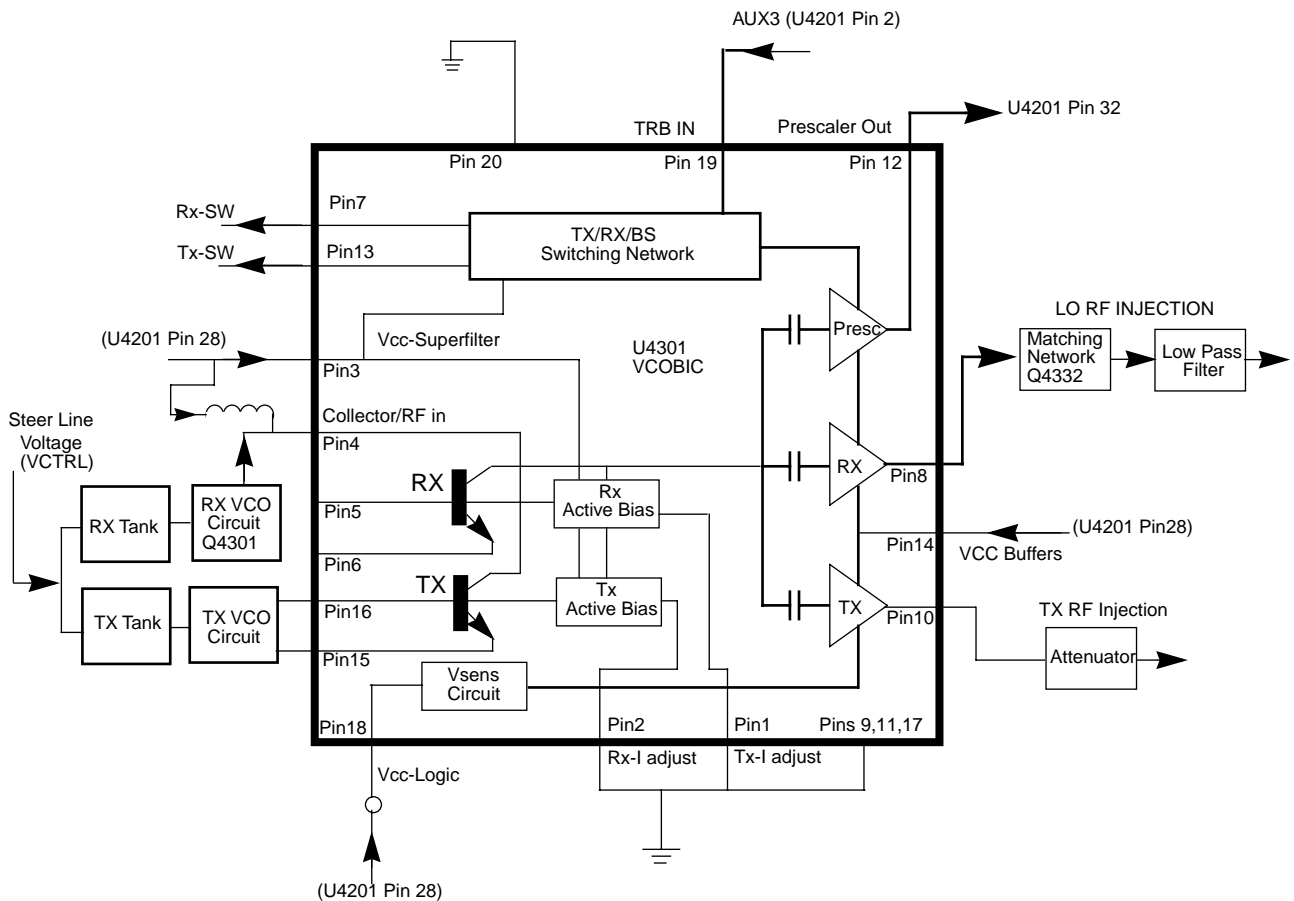 AUX3 (U4201 Pin 2)
U4201 Pin 32
TRB IN
Prescaler Out
Pin 20
Pin 19
Pin 12
Pin7
Rx-SW
TX/RX/BS
Switching Network
Tx-SW
Pin13
LO RF INJECTION
Presc
(U4201 Pin 28)
Vcc-Superfilter
U4301
VCOBIC
Matching
Network
Q4332
Low Pass
Filter
Pin3
Steer Line
Voltage
(VCTRL)
Collector/RF in
Pin4
RX
RX
Pin8
Rx
Active Bias
RX Tank
RX VCO
Circuit
Q4301
Pin5
(U4201 Pin28)
Pin14
VCC Buffers
Pin6
TX
Tx
Active Bias
TX
TX Tank
TX VCO
Circuit
Pin16
Pin10
TX RF Injection
Attenuator
Pin15
Vsens
Circuit
Pin18
Pin2
Pin1
Pins 9,11,17
Rx-I adjust
Tx-I adjust
Vcc-Logic
(U4201 Pin 28)